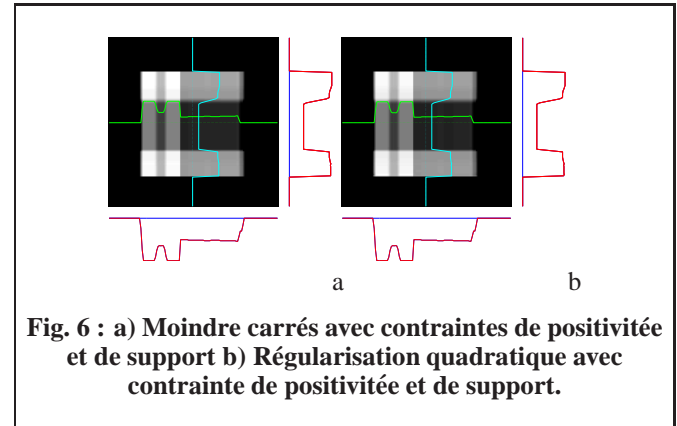 a b
Fig. 6 : a) Moindre carrés avec contraintes de positivitée
et de support b) Régularisation quadratique avec
contrainte de positivitée et de support.